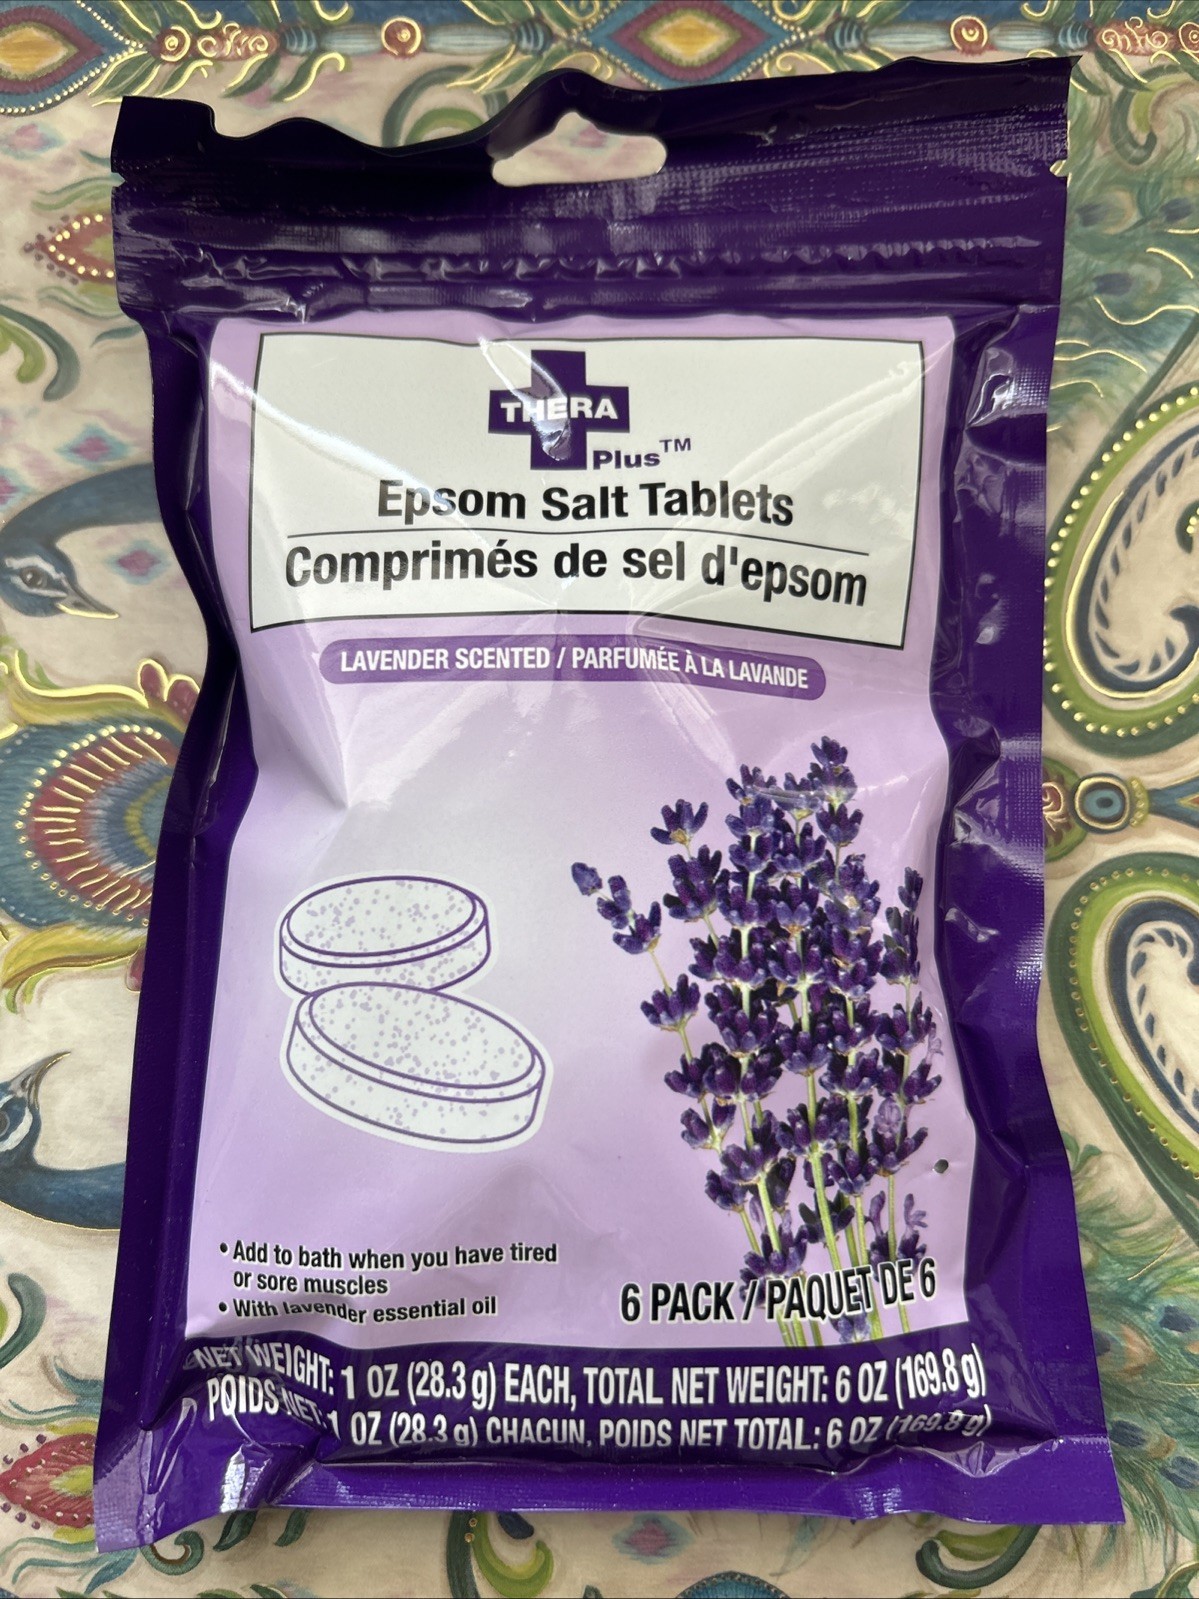 THERA
Plus™
Epsom Salt Tablets
Comprimés de sel d'epsom
LAVENDER SCENTED / PARFUMÉE À LA LAVANDE
• Add to bath when you have tired
or sore muscles
• With lavender essential oil
6 PACK / PAQUET DE 6
NET WEIGHT: 1 OZ (28.3 g) EACH, TOTAL NET WEIGHT: 6 OZ (169.8 g)
POIDS NET: 1 OZ (28.3 g) CHACUN, POIDS NET TOTAL: 6 OZ (169.8 g)